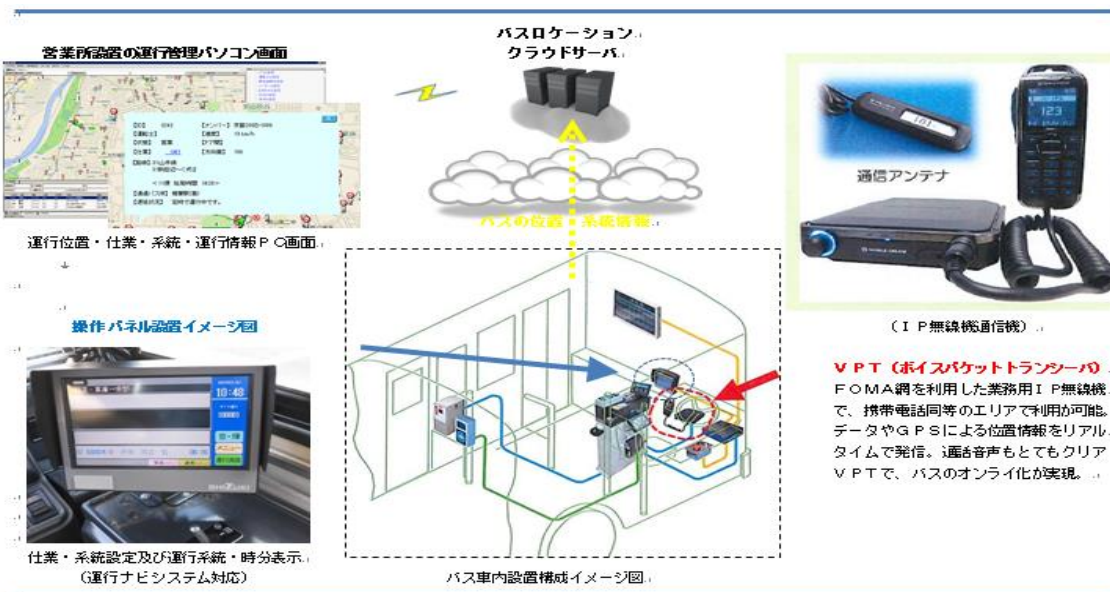 バスロケーション
クラウドサーバ
営業所設置の運行管理パソコン画面
運行位置・仕業・系統・運行情報ＰＣ画面
バスの位置・系統情報
通信アンテナ
123
（ＩＰ無線機通信機）
操作パネル設置イメージ図
10:48
メニュー
仕業・系統設定及び運行系統・時分表示
（運行ナビシステム対応）
バス車内設置構成イメージ図
ＶＰＴ（ボイスパケットトランシーバ）
ＦＯＭＡ網を利用した業務用ＩＰ無線機
で、携帯電話同等のエリアで利用が可能。
データやＧＰＳによる位置情報をリアル
タイムで発信。通話音声もとてもクリア
ＶＰＴで、バスのオンライ化が実現。